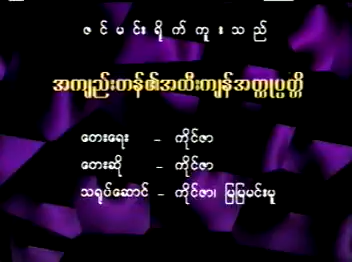 ဇင်မင်းရိုက်ကူးသည်
အကျည်းတန်၏အထီးကျန်အတ္ထုပ္ပတ္တိ
တေးရေး - ကိုင်ဇာ
တေးဆို - ကိုင်ဇာ
သရုပ်ဆောင် - ကိုင်ဇာ၊ မြမြမင်းမူ